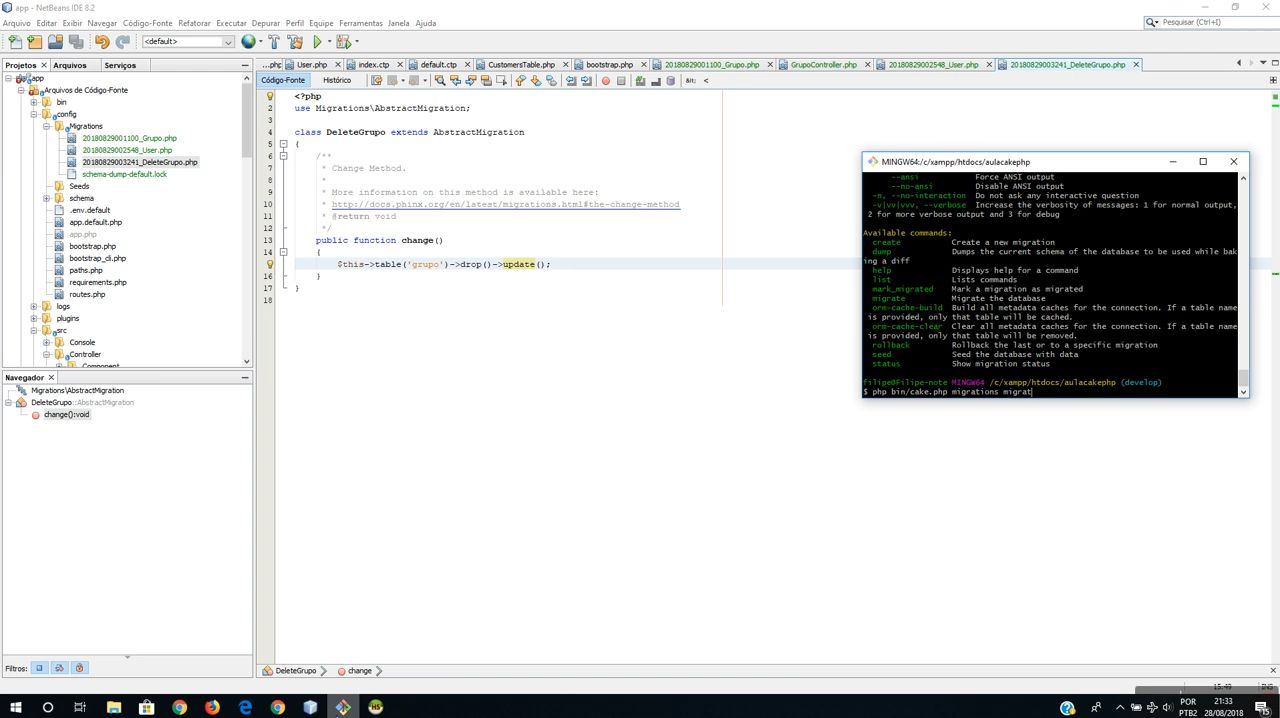 app - NetBeans IDE 8.2
Arquivo Editar Exibir Navegar Código-Fonte Refatorar Executar Depurar Perfil Equipe Ferramentas Janela Ajuda
Pesquisar (Ctrl+I)
<default>
Projetos Arquivos Serviços
...php User.php index.ctp default.ctp CustomersTable.php bootstrap.php 20180829001100_Grupo.php GrupoController.php 20180829002548_User.php 20180829003241_DeleteGrupo.php
Código-Fonte Histórico
app
Arquivos de Código-Fonte
bin
config
Migrations
20180829001100_Grupo.php
20180829002548_User.php
20180829003241_DeleteGrupo.php
schema-dump-default.lock
Seeds
schema
.env.default
app.default.php
app.php
bootstrap.php
bootstrap_cli.php
paths.php
requirements.php
routes.php
logs
plugins
src
Console
Controller
Component
Navegador
Migrations\AbstractMigration
DeleteGrupo::AbstractMigration
change():void
Filtros:
<?php
2 use Migrations\AbstractMigration;
3
4 class DeleteGrupo extends AbstractMigration
5 {
6 /**
7 * Change Method.
8 *
9 * More information on this method is available here:
10 * http://docs.phinx.org/en/latest/migrations.html#the-change-method
11 * @return void
12 */
13 public function change()
14 {
$this->table('grupo')->drop()->update();
16 }
17 }
18
MINGW64:/c/xampp/htdocs/aulacakephp
--ansi Force ANSI output
--no-ansi Disable ANSI output
-n, --no-interaction Do not ask any interactive question
-v|vv|vvv, --verbose Increase the verbosity of messages: 1 for normal output,
2 for more verbose output and 3 for debug
Available commands:
create Create a new migration
dump Dumps the current schema of the database to be used while bak
ing a diff
help Displays help for a command
list Lists commands
mark_migrated Mark a migration as migrated
migrate Migrate the database
orm-cache-build Build all metadata caches for the connection. If a table name
is provided, only that table will be cached.
orm-cache-clear Clear all metadata caches for the connection. If a table name
is provided, only that table will be removed.
rollback Rollback the last or to a specific migration
seed Seed the database with data
status Show migration status
filipe@Filipe-note MINGW64 /c/xampp/htdocs/aulacakephp (develop)
$ php bin/cake.php migrations migrat
DeleteGrupo change
15:49 INS
POR 21:33
PTB2 28/08/2018
15